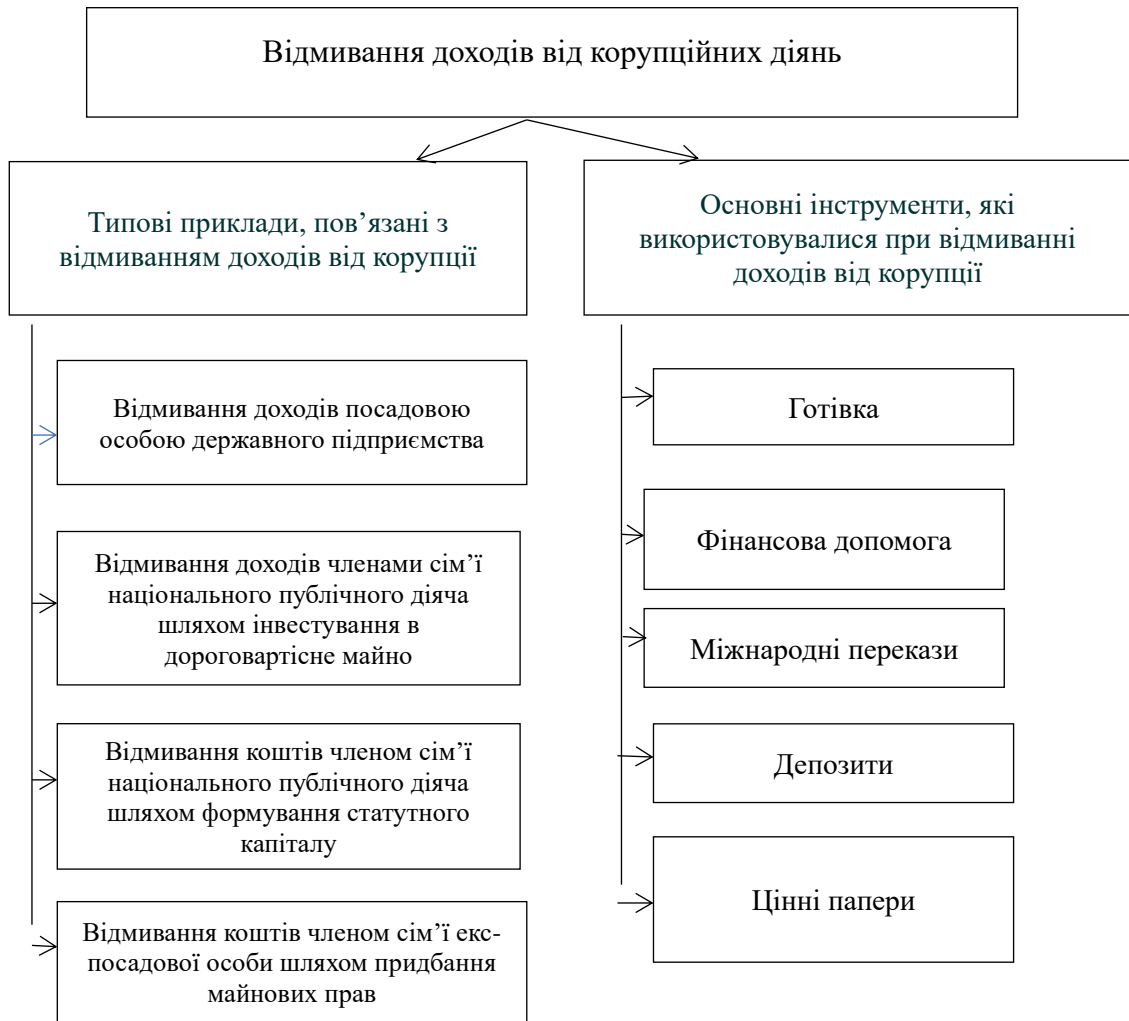 Відмивання доходів від корупційних діянь
Типові приклади, пов’язані з
відмиванням доходів від корупції
Відмивання доходів посадовою
особою державного підприємства
Відмивання доходів членами сім’ї
національного публічного діяча
шляхом інвестування в
дороговартісне майно
Відмивання коштів членом сім’ї
національного публічного діяча
шляхом формування статутного
капіталу
Відмивання коштів членом сім’ї екс-
посадової особи шляхом придбання
майнових прав
Основні інструменти, які
використовувалися при відмиванні
доходів від корупції
Готівка
Фінансова допомога
Міжнародні перекази
Депозити
Цінні папери